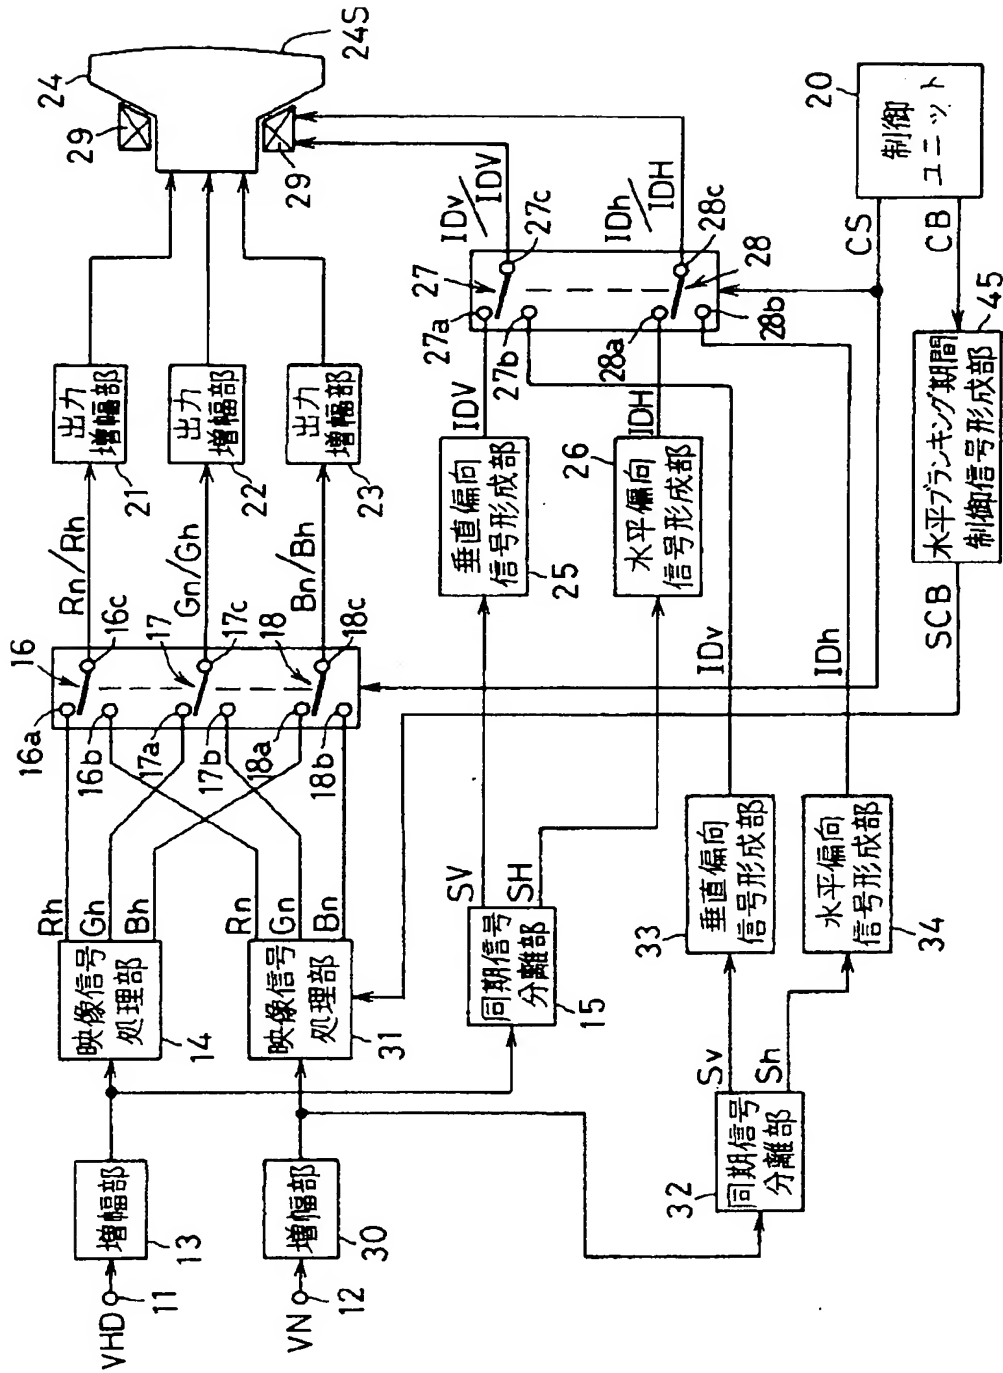 VHD
11
増幅部
13
映像信号
処理部
14
Rh
Gh
Bh
16a
16b
17a
17b
18a
18b
16
17
18
16c
17c
18c
Rn/Rh
Gn/Gh
Bn/Bh
出力
増幅部
21
出力
増幅部
22
出力
増幅部
23
24
24S
29
29
VN
12
増幅部
30
映像信号
処理部
31
Rn
Gn
Bn
同期信号
分離部
15
SV
SH
垂直偏向
信号形成部
25
水平偏向
信号形成部
26
IDV
IDH
27a
27b
28a
28b
27
28
27c
28c
IDv/IDV
IDh/IDH
同期信号
分離部
32
Sv
Sh
垂直偏向
信号形成部
33
水平偏向
信号形成部
34
IDv
IDh
SCB
水平ブランキング期間
制御信号形成部
45
CS
CB
制御
ユニット
20